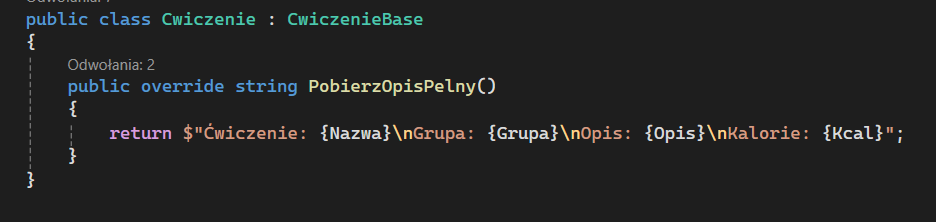 public class Cwiczenie : CwiczenieBase
{
Odwołania: 2
public override string PobierzOpisPelny()
{
return $"Ćwiczenie: {Nazwa}\nGrupa: {Grupa}\nOpis: {Opis}\nKalorie: {Kcal}";
}
}